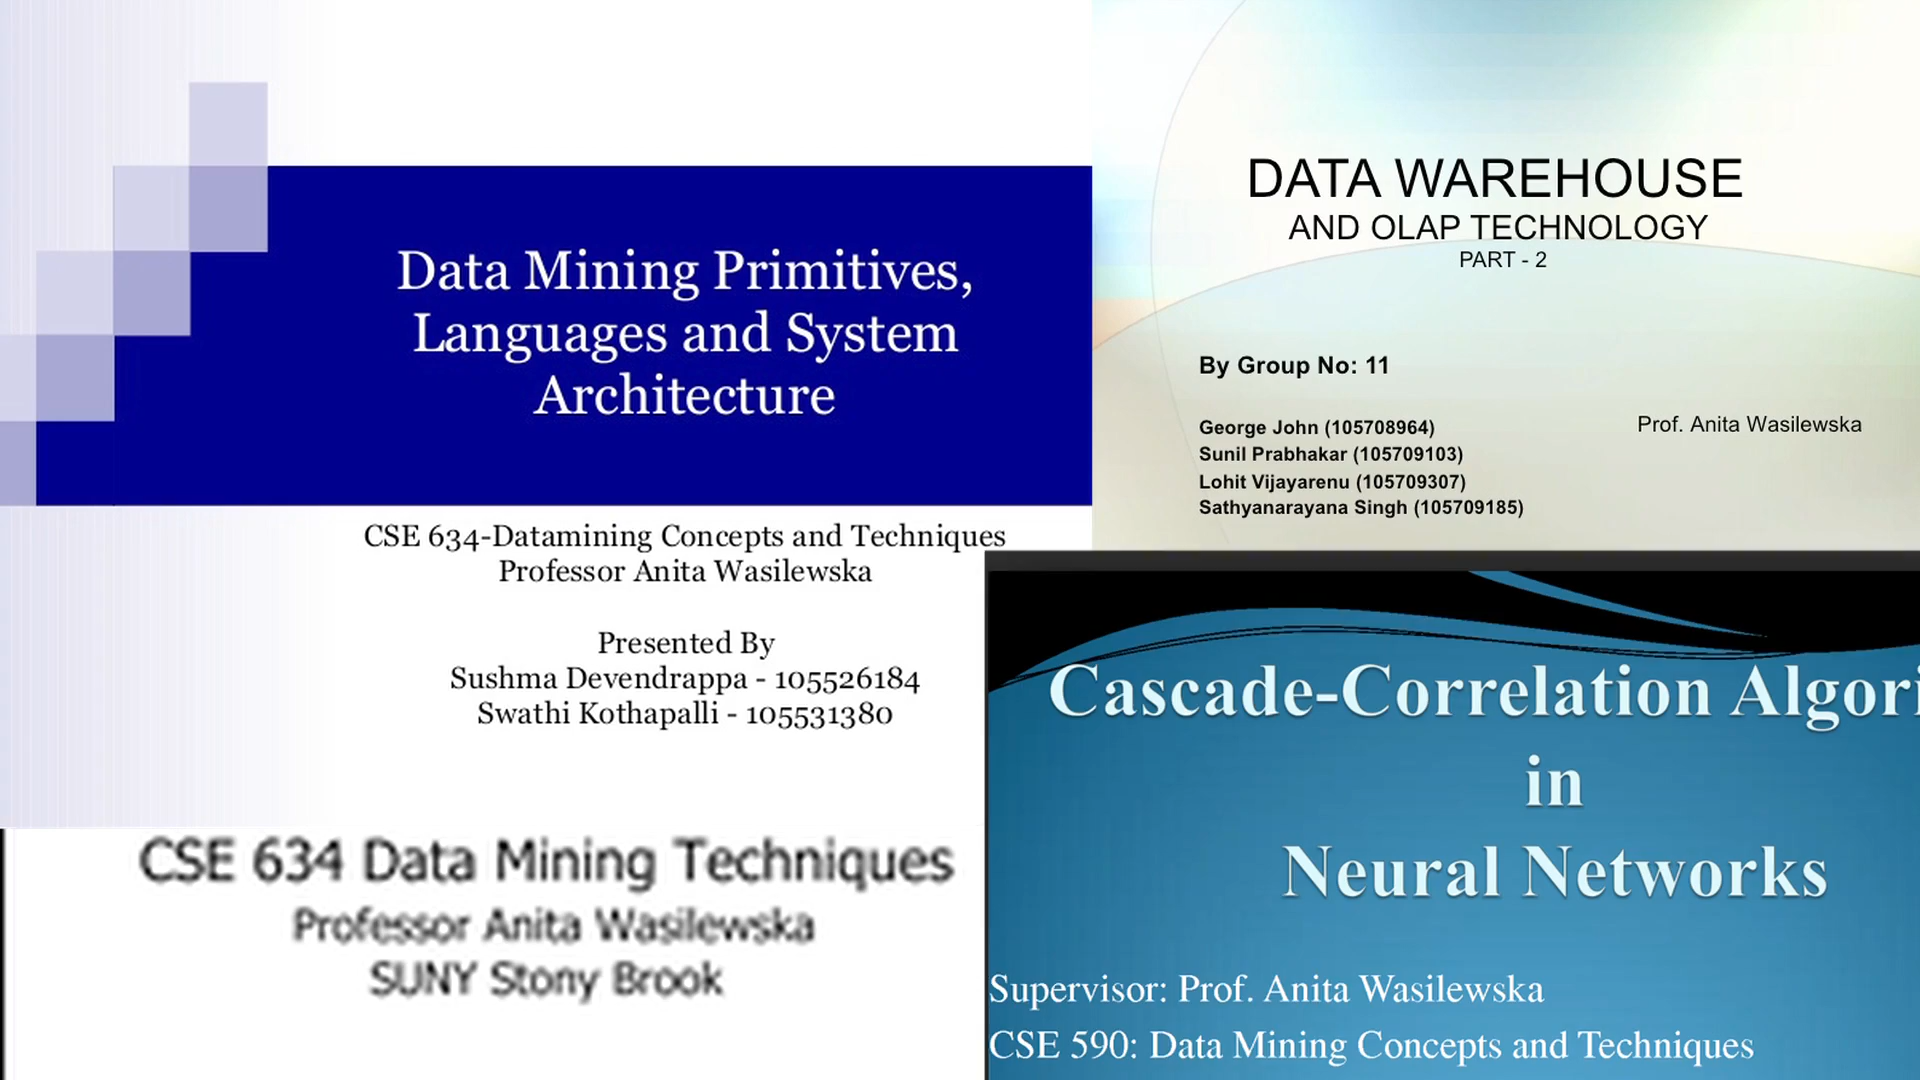 Data Mining Primitives,
Languages and System
Architecture
CSE 634-Datamining Concepts and Techniques
Professor Anita Wasilewska
Presented By
Sushma Devendrappa - 105526184
Swathi Kothapalli - 105531380
DATA WAREHOUSE
AND OLAP TECHNOLOGY
PART - 2
By Group No: 11
George John (105708964)
Sunil Prabhakar (105709103)
Lohit Vijayarenu (105709307)
Sathyanarayana Singh (105709185)
Prof. Anita Wasilewska
CSE 634 Data Mining Techniques
Professor Anita Wasilewska
SUNY Stony Brook
Cascade-Correlation Algori
in
Neural Networks
Supervisor: Prof. Anita Wasilewska
CSE 590: Data Mining Concepts and Techniques